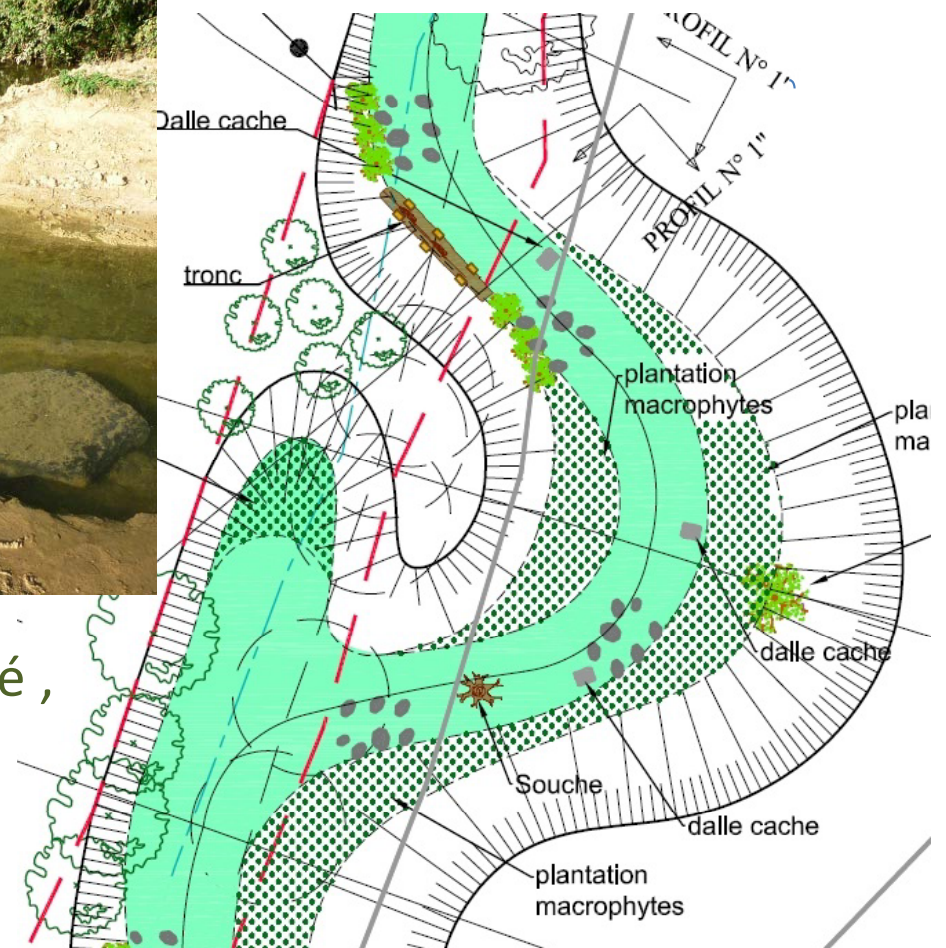 PROFIL N° 1"
Dalle cache
PROFIL N° 1"
tronc
plantation
macrophytes
dalle cache
é ,
Souche
dalle cache
plantation
macrophytes